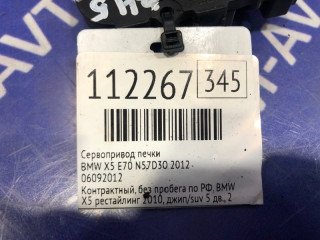 112267 345
Сервопривод печки
BMW X5 E70 N57D30 2012
06092012
Контрактный, без пробега по РФ, BMW
X5 рестайлинг 2010, джип/suv 5 дв., 2